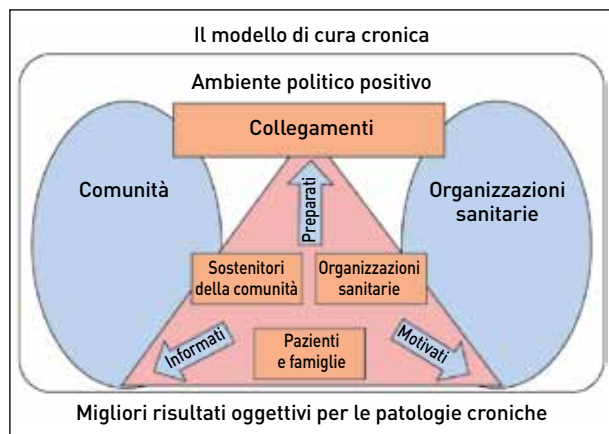 Il modello di cura cronica
Ambiente politico positivo
Collegamenti
Comunità
Organizzazioni
sanitarie
Preparati
Sostenitori
della comunità
Organizzazioni
sanitarie
Informati
Pazienti
e famiglie
Motivati
Migliori risultati oggettivi per le patologie croniche